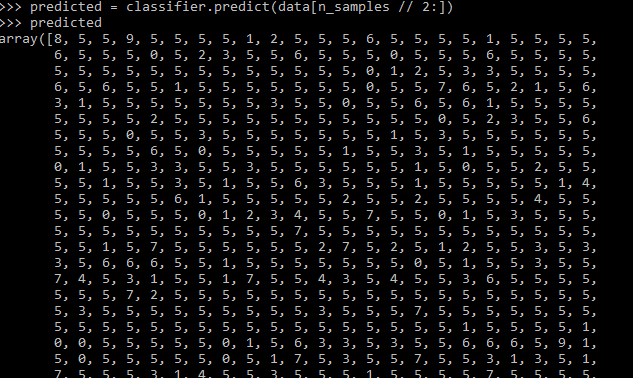 >>> predicted = classifier.predict(data[n_samples // 2:])
>>> predicted
array([8, 5, 5, 9, 5, 5, 5, 5, 1, 2, 5, 5, 5, 6, 5, 5, 5, 5, 1, 5, 5, 5, 5,
6, 5, 5, 5, 0, 5, 2, 3, 5, 5, 6, 5, 5, 5, 0, 5, 5, 5, 6, 5, 5, 5, 5,
5, 5, 5, 5, 5, 5, 5, 5, 5, 5, 5, 5, 0, 1, 2, 5, 3, 3, 5, 5, 5, 5,
6, 5, 6, 5, 5, 1, 5, 5, 5, 5, 5, 5, 5, 0, 5, 5, 7, 6, 5, 2, 1, 5, 6,
3, 1, 5, 5, 5, 5, 5, 5, 5, 3, 5, 5, 0, 5, 5, 6, 5, 6, 1, 5, 5, 5, 5,
5, 5, 5, 5, 2, 5, 5, 5, 5, 5, 5, 5, 5, 5, 5, 5, 0, 5, 2, 3, 5, 5, 6,
5, 5, 5, 0, 5, 5, 3, 5, 5, 5, 5, 5, 5, 5, 1, 5, 3, 5, 5, 5, 5, 5, 5,
5, 5, 5, 5, 6, 5, 0, 5, 5, 5, 5, 5, 1, 5, 5, 3, 5, 1, 5, 5, 5, 5, 5,
0, 1, 5, 5, 3, 3, 5, 5, 3, 5, 5, 5, 5, 5, 5, 1, 5, 0, 5, 5, 2, 5, 5,
5, 5, 1, 5, 5, 3, 5, 1, 5, 5, 6, 3, 5, 5, 5, 1, 5, 5, 5, 5, 5, 1, 4,
5, 5, 5, 5, 5, 6, 1, 5, 5, 5, 5, 5, 2, 5, 5, 2, 5, 5, 5, 5, 4, 5, 5,
5, 5, 0, 5, 5, 5, 0, 1, 2, 3, 4, 5, 5, 7, 5, 5, 0, 1, 5, 3, 5, 5, 5,
5, 5, 5, 5, 5, 5, 5, 5, 5, 5, 7, 5, 5, 5, 5, 5, 5, 5, 5, 5, 5, 5, 5,
5, 5, 1, 5, 7, 5, 5, 5, 5, 5, 5, 2, 7, 5, 2, 5, 1, 2, 5, 5, 3, 5, 3,
3, 5, 6, 6, 6, 5, 5, 1, 5, 5, 5, 5, 5, 5, 5, 0, 5, 1, 5, 5, 3, 5, 5,
7, 4, 5, 3, 1, 5, 5, 1, 7, 5, 5, 4, 3, 5, 4, 5, 5, 3, 6, 5, 5, 5, 5,
5, 5, 5, 7, 2, 5, 5, 5, 5, 5, 5, 5, 5, 5, 5, 5, 5, 5, 5, 5, 5, 5, 5,
5, 3, 5, 5, 5, 5, 5, 5, 5, 5, 5, 3, 5, 5, 5, 7, 5, 5, 5, 5, 5, 5, 5,
5, 5, 5, 5, 5, 5, 5, 5, 5, 5, 5, 5, 5, 5, 5, 5, 5, 1, 5, 5, 5, 5, 1,
0, 0, 5, 5, 5, 5, 5, 0, 1, 5, 6, 3, 3, 5, 3, 5, 5, 6, 6, 6, 5, 9, 1,
5, 0, 5, 5, 5, 5, 5, 0, 5, 1, 7, 5, 3, 5, 5, 7, 5, 5, 3, 1, 3, 5, 1,
7, 5, 5, 5, 3, 1, 4, 5, 5, 3, 5, 5, 5, 1, 5, 5, 5, 5, 7, 5, 5, 5, 5,